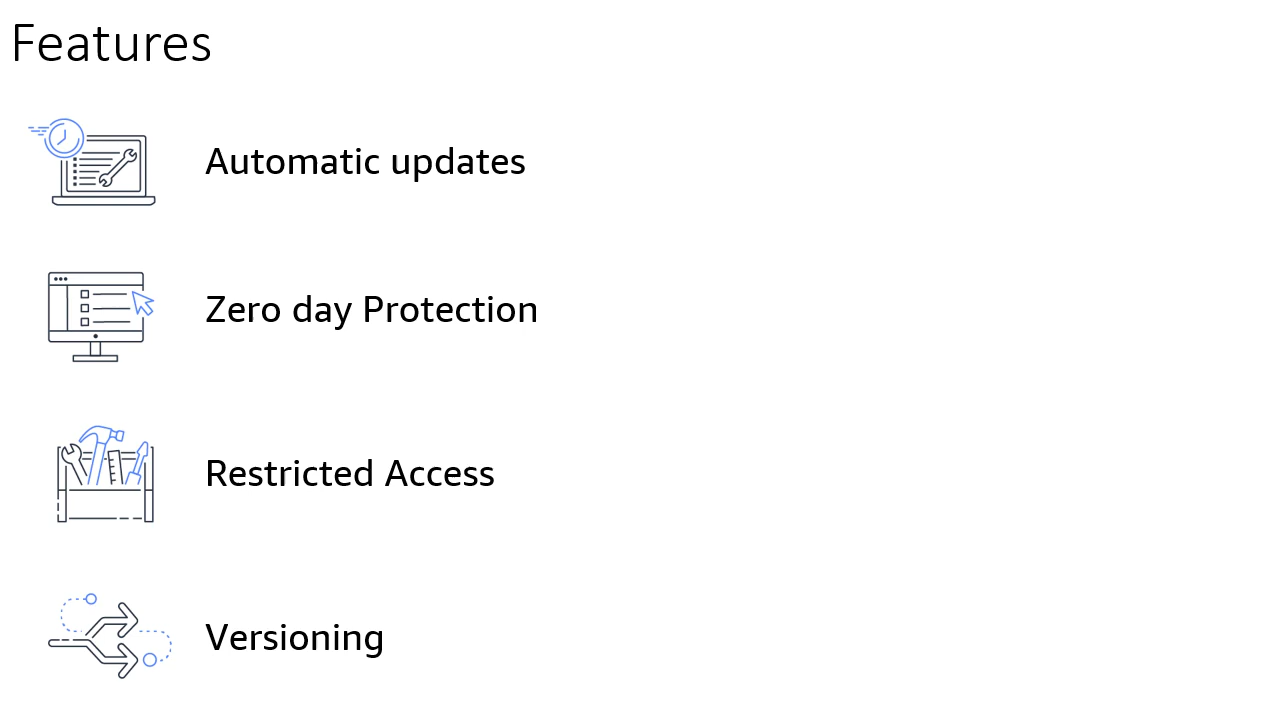 Features
Automatic updates
Zero day Protection
Restricted Access
Versioning